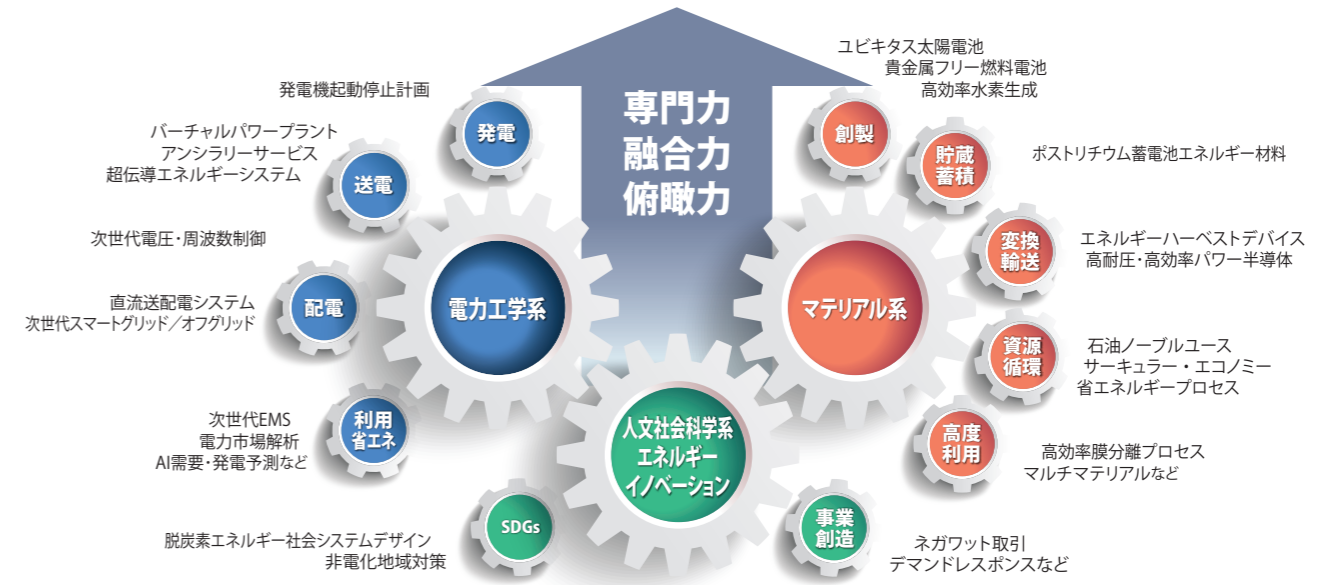 専門力
融合力
俯瞰力
発電機起動停止計画
発電
バーチャルパワープラント
アンシラリーサービス
超伝導エネルギーシステム
送電
次世代電圧・周波数制御
直流送配電システム
次世代スマートグリッド／オフグリッド
配電
次世代EMS
電力市場解析
AI需要・発電予測など
利用
省エネ
電力工学系
ユビキタス太陽電池
貴金属フリー燃料電池
高効率水素生成
創製
貯蔵
蓄積
ポストリチウム蓄電池エネルギー材料
変換
輸送
エネルギーハーベストデバイス
高耐圧・高効率パワー半導体
資源
循環
石油ノーブルユース
サーキュラー・エコノミー
省エネルギープロセス
高度
利用
高効率膜分離プロセス
マルチマテリアルなど
マテリアル系
人文社会科学系
エネルギー
イノベーション
SDGs
脱炭素エネルギー社会システムデザイン
非電化地域対策
事業
創造
ネガワット取引
デマンドレスポンスなど